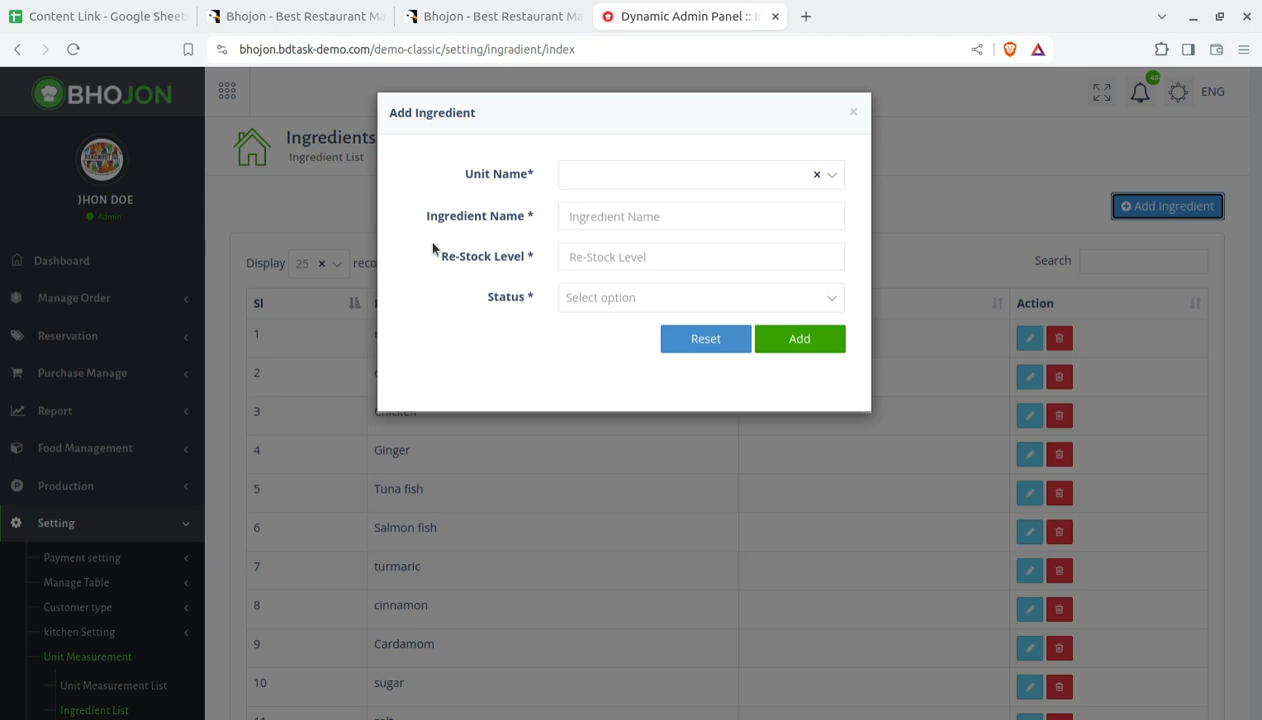 Content Link - Google Sheet
Bhojon - Best Restaurant Ma
Bhojon - Best Restaurant Ma
Dynamic Admin Panel :: I
bhojon.bdtask-demo.com/demo-classic/setting/ingradient/index
BHOJON
ENG
JHON DOE
Admin
Dashboard
Manage Order
Reservation
Purchase Manage
Report
Food Management
Production
Setting
Payment setting
Manage Table
Customer type
kitchen Setting
Unit Measurement
Unit Measurement List
Ingredient List
Ingredients
Ingredient List
Add Ingredient
Display 25 reco
Search
Add Ingredient
Unit Name*
Ingredient Name * Ingredient Name
Re-Stock Level * Re-Stock Level
Status * Select option
Reset Add
Sl Action
1
2
3 Chicken
4 Ginger
5 Tuna fish
6 Salmon fish
7 turmaric
8 cinnamon
9 Cardamom
10 sugar